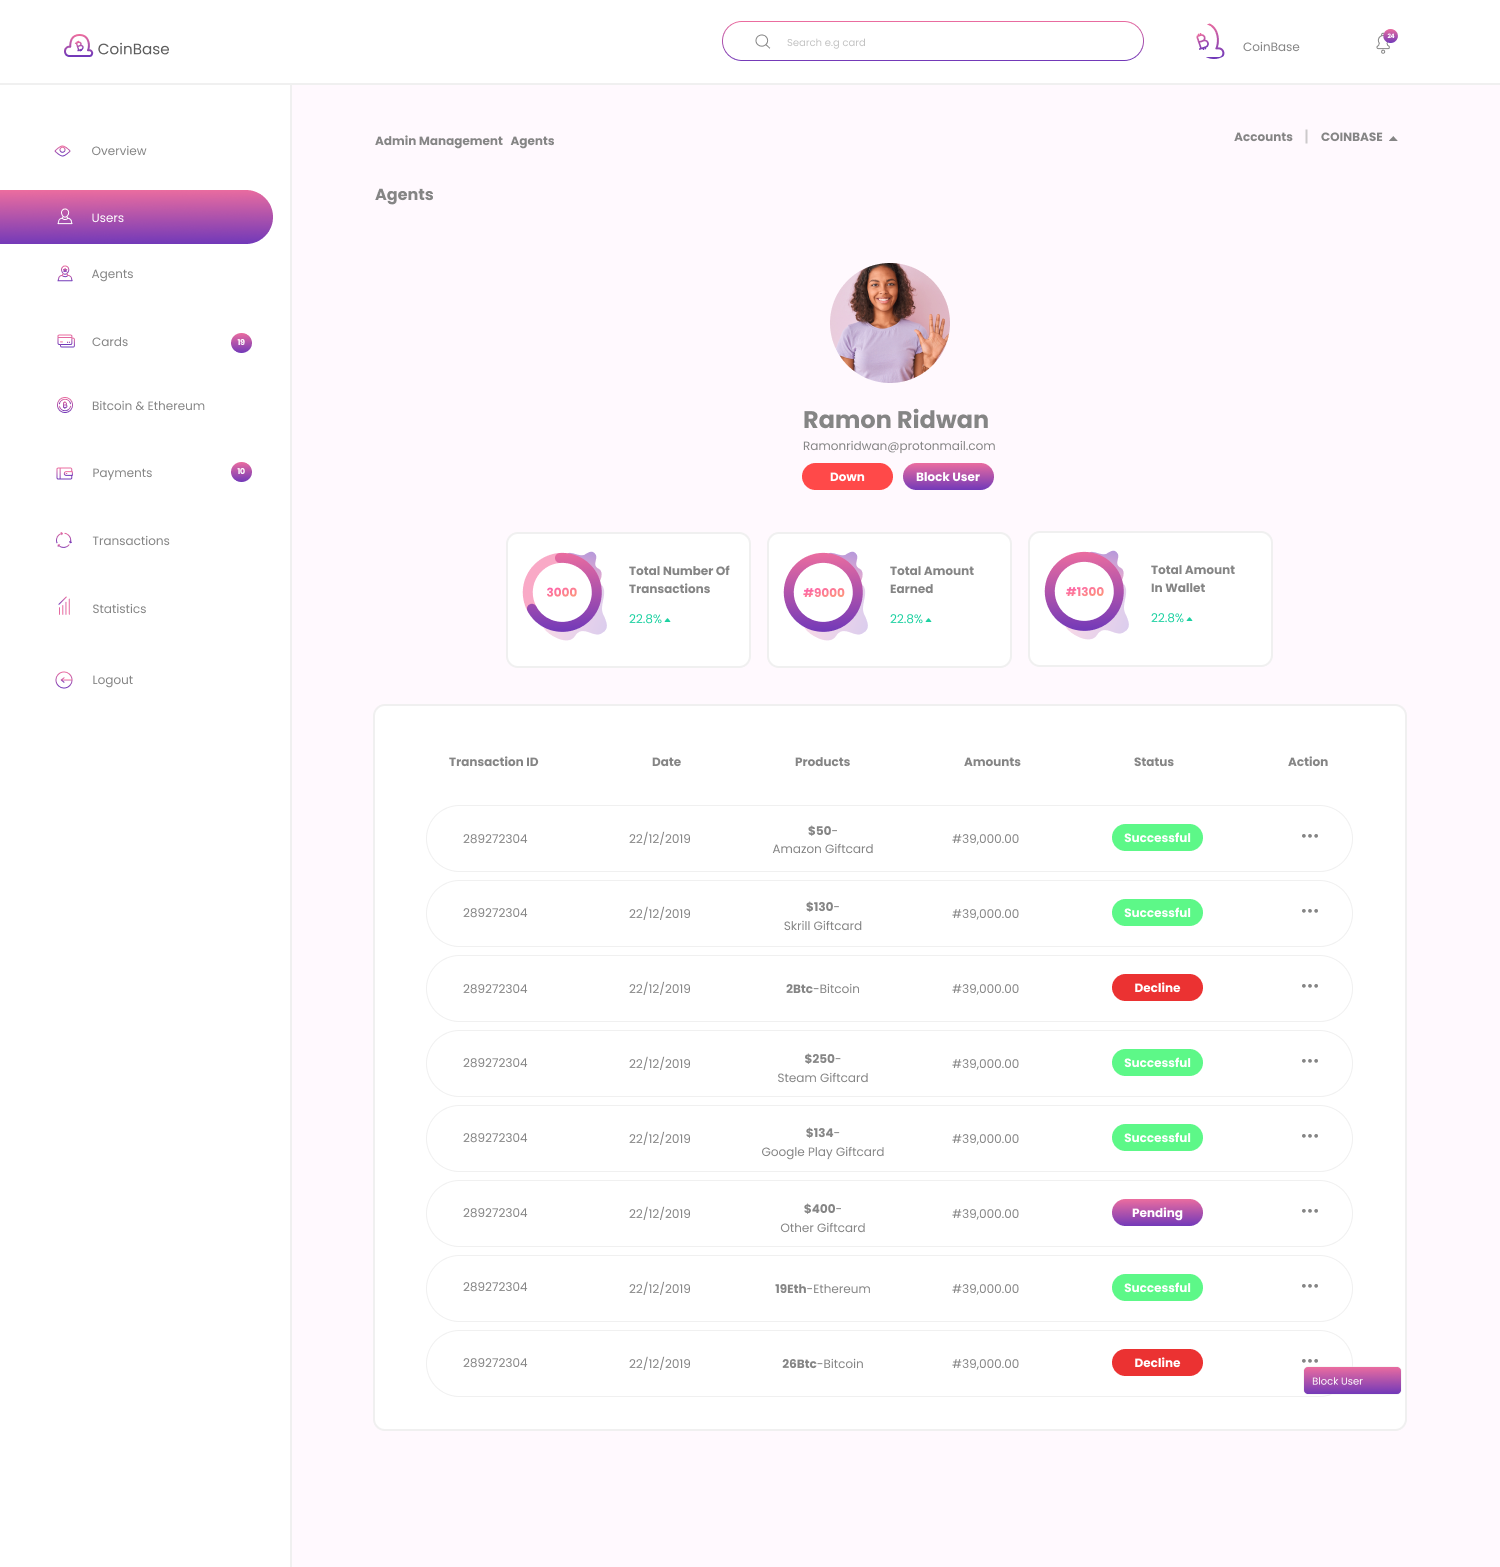 CoinBase
Search e.g card
CoinBase
24
Overview
Users
Agents
Cards
19
Bitcoin & Ethereum
Payments
10
Transactions
Statistics
Logout
Admin Management Agents
Accounts | COINBASE
Agents
Ramon Ridwan
Ramonridwan@protonmail.com
Down
Block User
3000
Total Number Of
Transactions
22.8%
#9000
Total Amount
Earned
22.8%
#1300
Total Amount
In Wallet
22.8%
Transaction ID Date Products Amounts Status Action
289272304 22/12/2019 $50-
Amazon Giftcard #39,000.00 Successful
289272304 22/12/2019 $130-
Skrill Giftcard #39,000.00 Successful
289272304 22/12/2019 2Btc-Bitcoin #39,000.00 Decline
289272304 22/12/2019 $250-
Steam Giftcard #39,000.00 Successful
289272304 22/12/2019 $134-
Google Play Giftcard #39,000.00 Successful
289272304 22/12/2019 $400-
Other Giftcard #39,000.00 Pending
289272304 22/12/2019 19Eth-Ethereum #39,000.00 Successful
289272304 22/12/2019 26Btc-Bitcoin #39,000.00 Decline
Block User